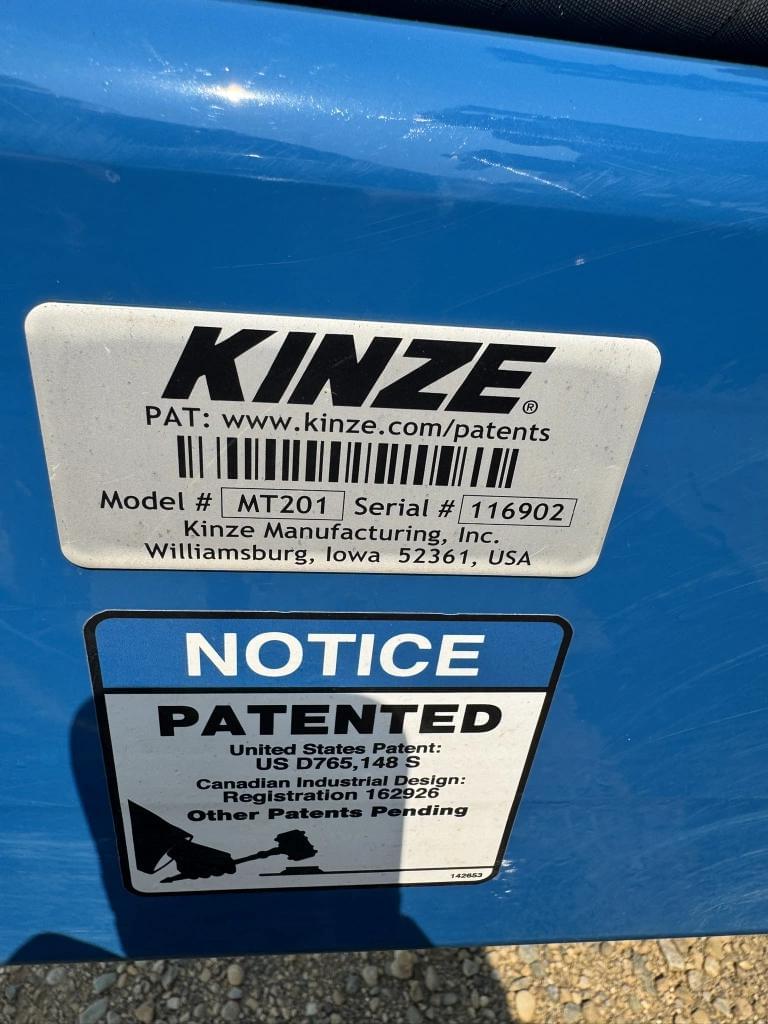 KINZE®
PAT: www.kinze.com/patents
Model # MT201 Serial # 116902
Kinze Manufacturing, Inc.
Williamsburg, Iowa 52361, USA
NOTICE
PATENTED
United States Patent:
US D765,148 S
Canadian Industrial Design:
Registration 162926
Other Patents Pending
142653